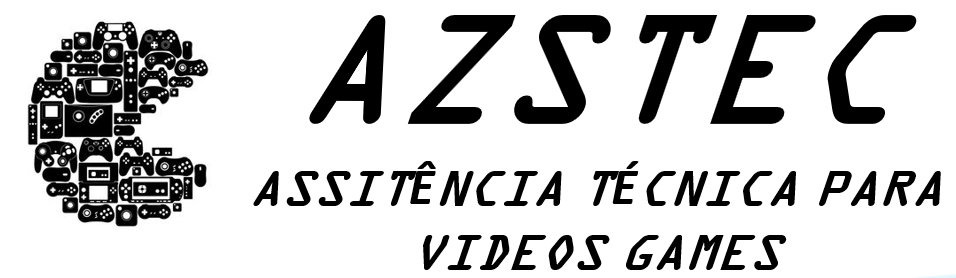 AZSTEC
ASSITÊNCIA TÉCNICA PARA
VIDEOS GAMES